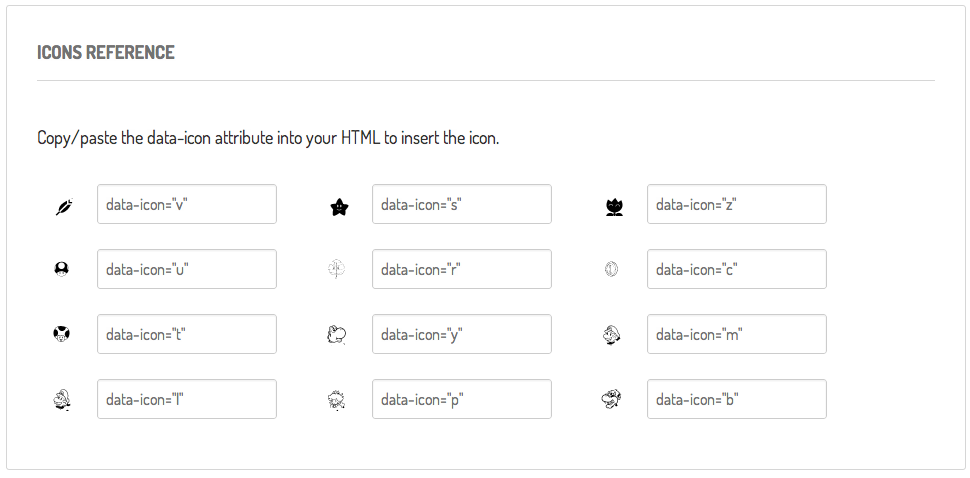 ICONS REFERENCE
Copy/paste the data-icon attribute into your HTML to insert the icon.
data-icon="v"
data-icon="s"
data-icon="z"
data-icon="u"
data-icon="r"
data-icon="c"
data-icon="t"
data-icon="y"
data-icon="m"
data-icon="l"
data-icon="p"
data-icon="b"